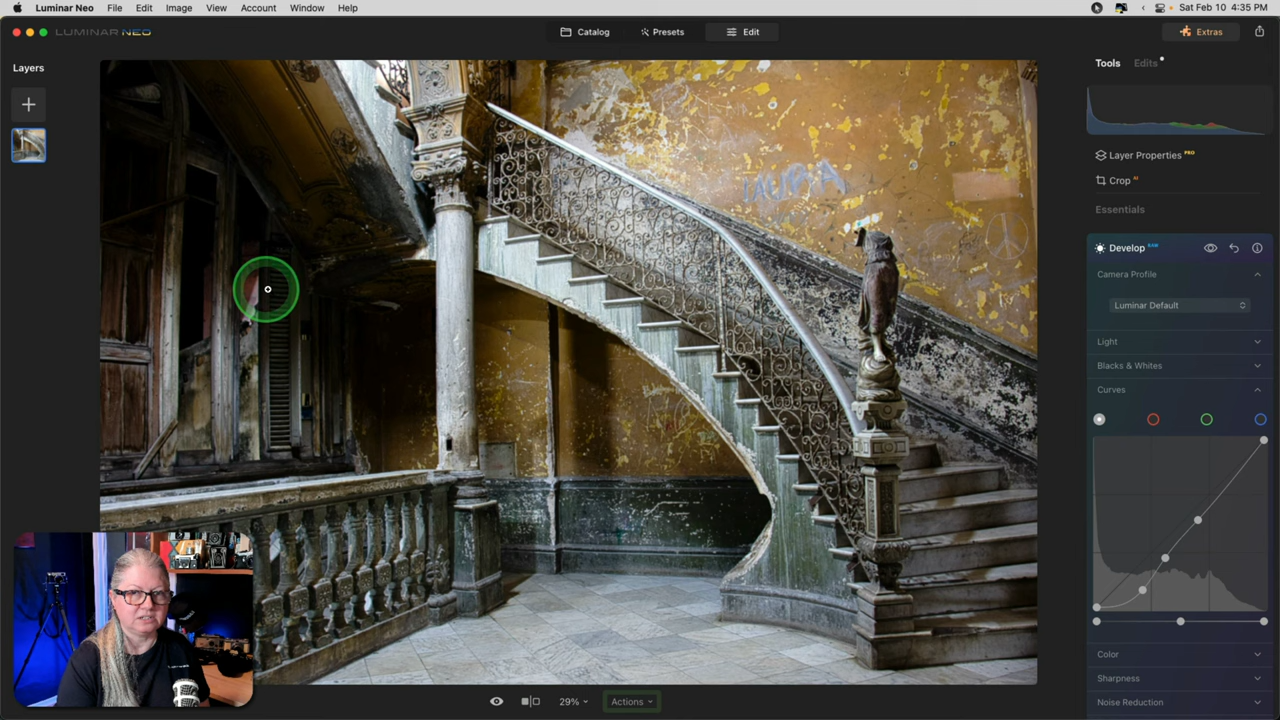 Luminar Neo File Edit Image View Account Window Help Sat Feb 10 4:35 PM
LUMINAR NEO Catalog Presets Edit Extras
Layers
Tools Edits
Layer Properties PRO
Crop AI
Essentials
Develop RAW
Camera Profile
Luminar Default
Light
Blacks & Whites
Curves
Color
Sharpness
Noise Reduction
29% Actions
LAURA